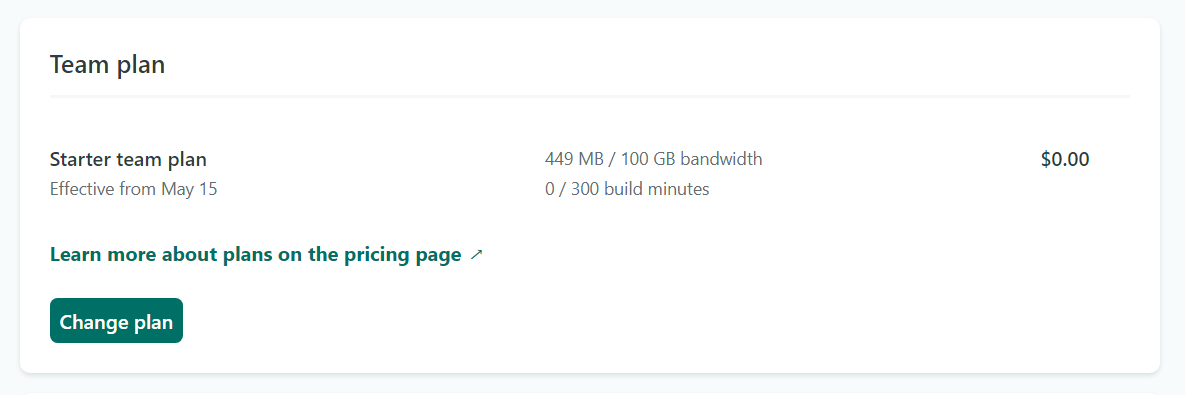 Team plan
Starter team plan
Effective from May 15
449 MB / 100 GB bandwidth
0 / 300 build minutes
$0.00
Learn more about plans on the pricing page ↗
Change plan